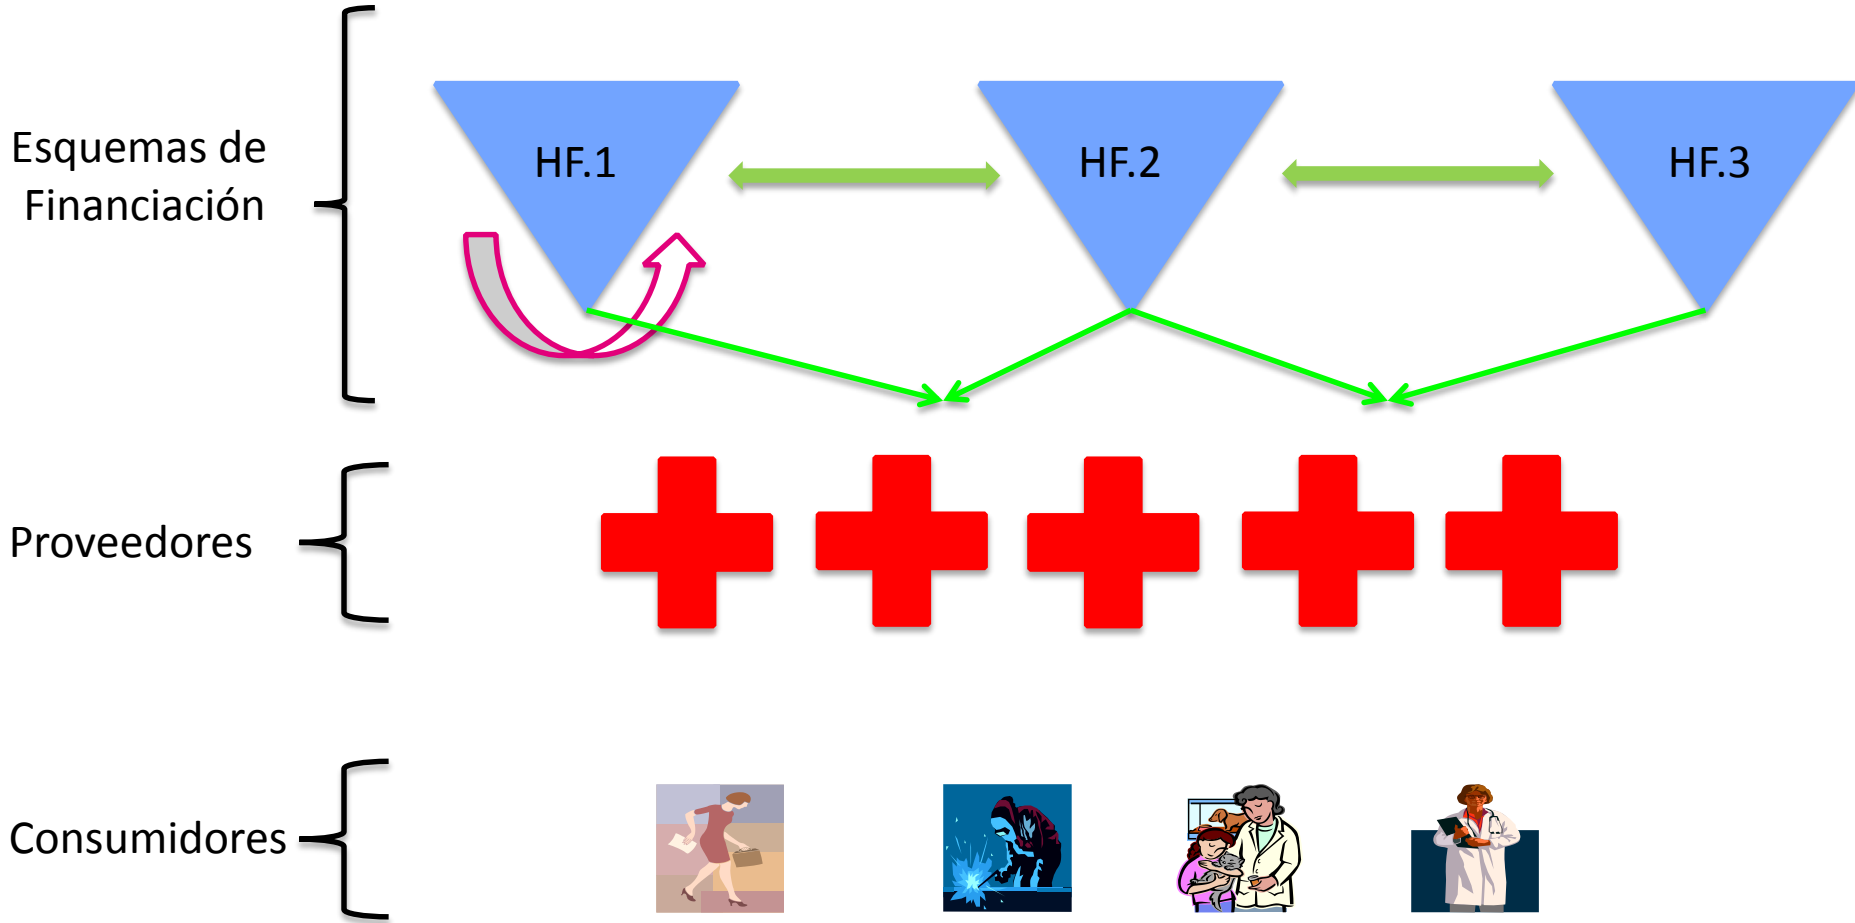 Esquemas de
Financiación
HF.1
HF.2
HF.3
Proveedores
Consumidores